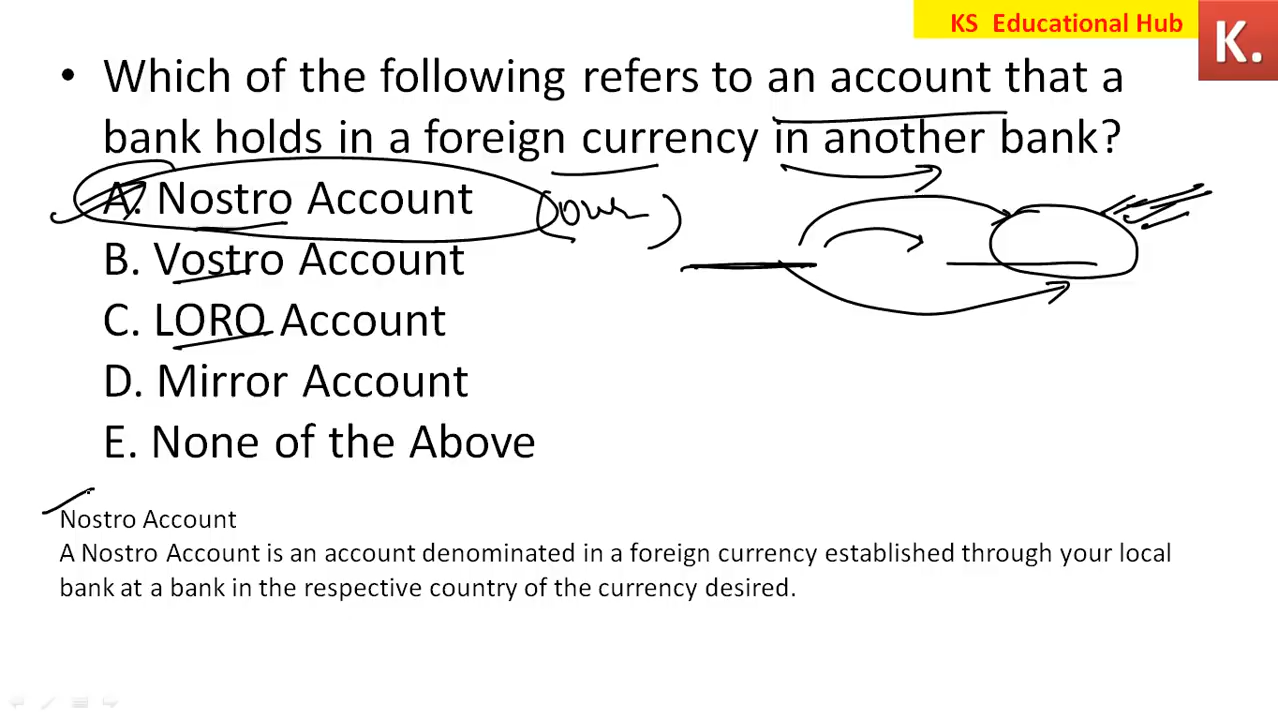 KS Educational Hub
K.
• Which of the following refers to an account that a
bank holds in a foreign currency in another bank?
A. Nostro Account (our)
B. Vostro Account
C. LORO Account
D. Mirror Account
E. None of the Above
Nostro Account
A Nostro Account is an account denominated in a foreign currency established through your local
bank at a bank in the respective country of the currency desired.